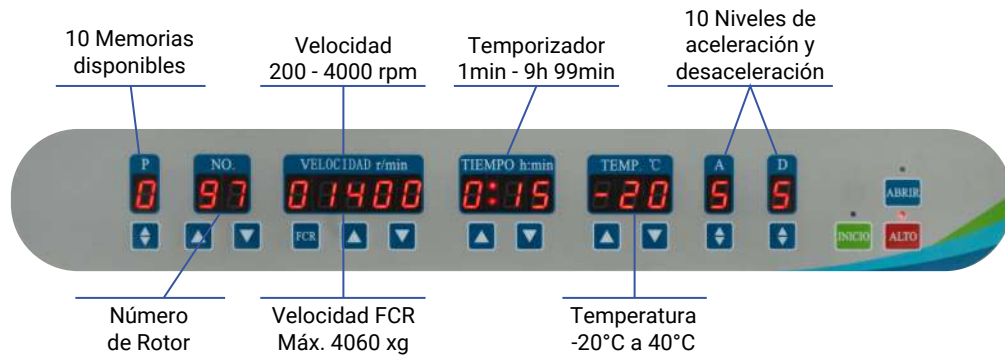 10 Memorias
disponibles
Velocidad
200 - 4000 rpm
Temporizador
1min - 9h 99min
10 Niveles de
aceleración y
desaceleración
P
NO.
VELOCIDAD r/min
TIEMPO h:min
TEMP. ℃
A
D
0
97
01400
0:15
-20
5
5
ABRIR
FCR
INICIO
ALTO
Número
de Rotor
Velocidad FCR
Máx. 4060 xg
Temperatura
-20°C a 40°C